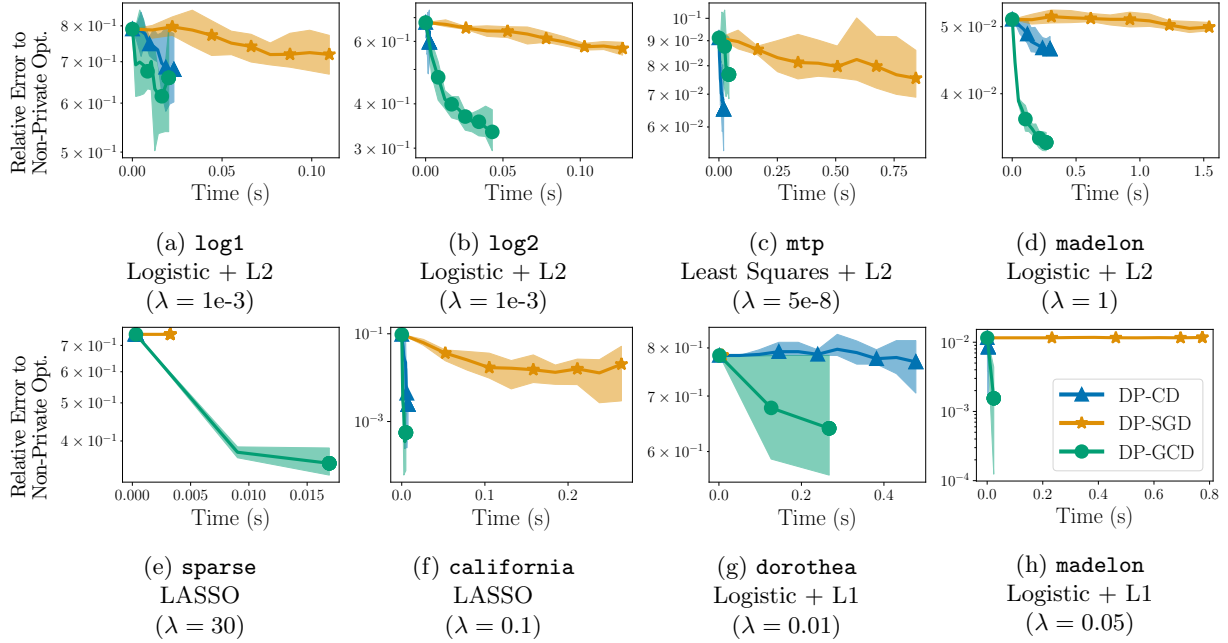 Relative Error to
Non-Private Opt.
8 × 10⁻¹
7 × 10⁻¹
6 × 10⁻¹
5 × 10⁻¹
0.00 0.05 0.10
Time (s)
6 × 10⁻¹
4 × 10⁻¹
3 × 10⁻¹
0.00 0.05 0.10
Time (s)
10⁻¹
9 × 10⁻²
8 × 10⁻²
7 × 10⁻²
6 × 10⁻²
0.00 0.25 0.50 0.75
Time (s)
5 × 10⁻²
4 × 10⁻²
0.0 0.5 1.0 1.5
Time (s)
(a) log1
Logistic + L2
(λ = 1e-3)
(b) log2
Logistic + L2
(λ = 1e-3)
(c) mtp
Least Squares + L2
(λ = 5e-8)
(d) madelon
Logistic + L2
(λ = 1)
Relative Error to
Non-Private Opt.
7 × 10⁻¹
6 × 10⁻¹
5 × 10⁻¹
4 × 10⁻¹
0.000 0.005 0.010 0.015
Time (s)
10⁻¹
10⁻³
0.0 0.1 0.2
Time (s)
8 × 10⁻¹
7 × 10⁻¹
6 × 10⁻¹
0.0 0.2 0.4
Time (s)
10⁻²
10⁻³
10⁻⁴
DP-CD
DP-SGD
DP-GCD
0.0 0.2 0.4 0.6 0.8
Time (s)
(e) sparse
LASSO
(λ = 30)
(f) california
LASSO
(λ = 0.1)
(g) dorothea
Logistic + L1
(λ = 0.01)
(h) madelon
Logistic + L1
(λ = 0.05)